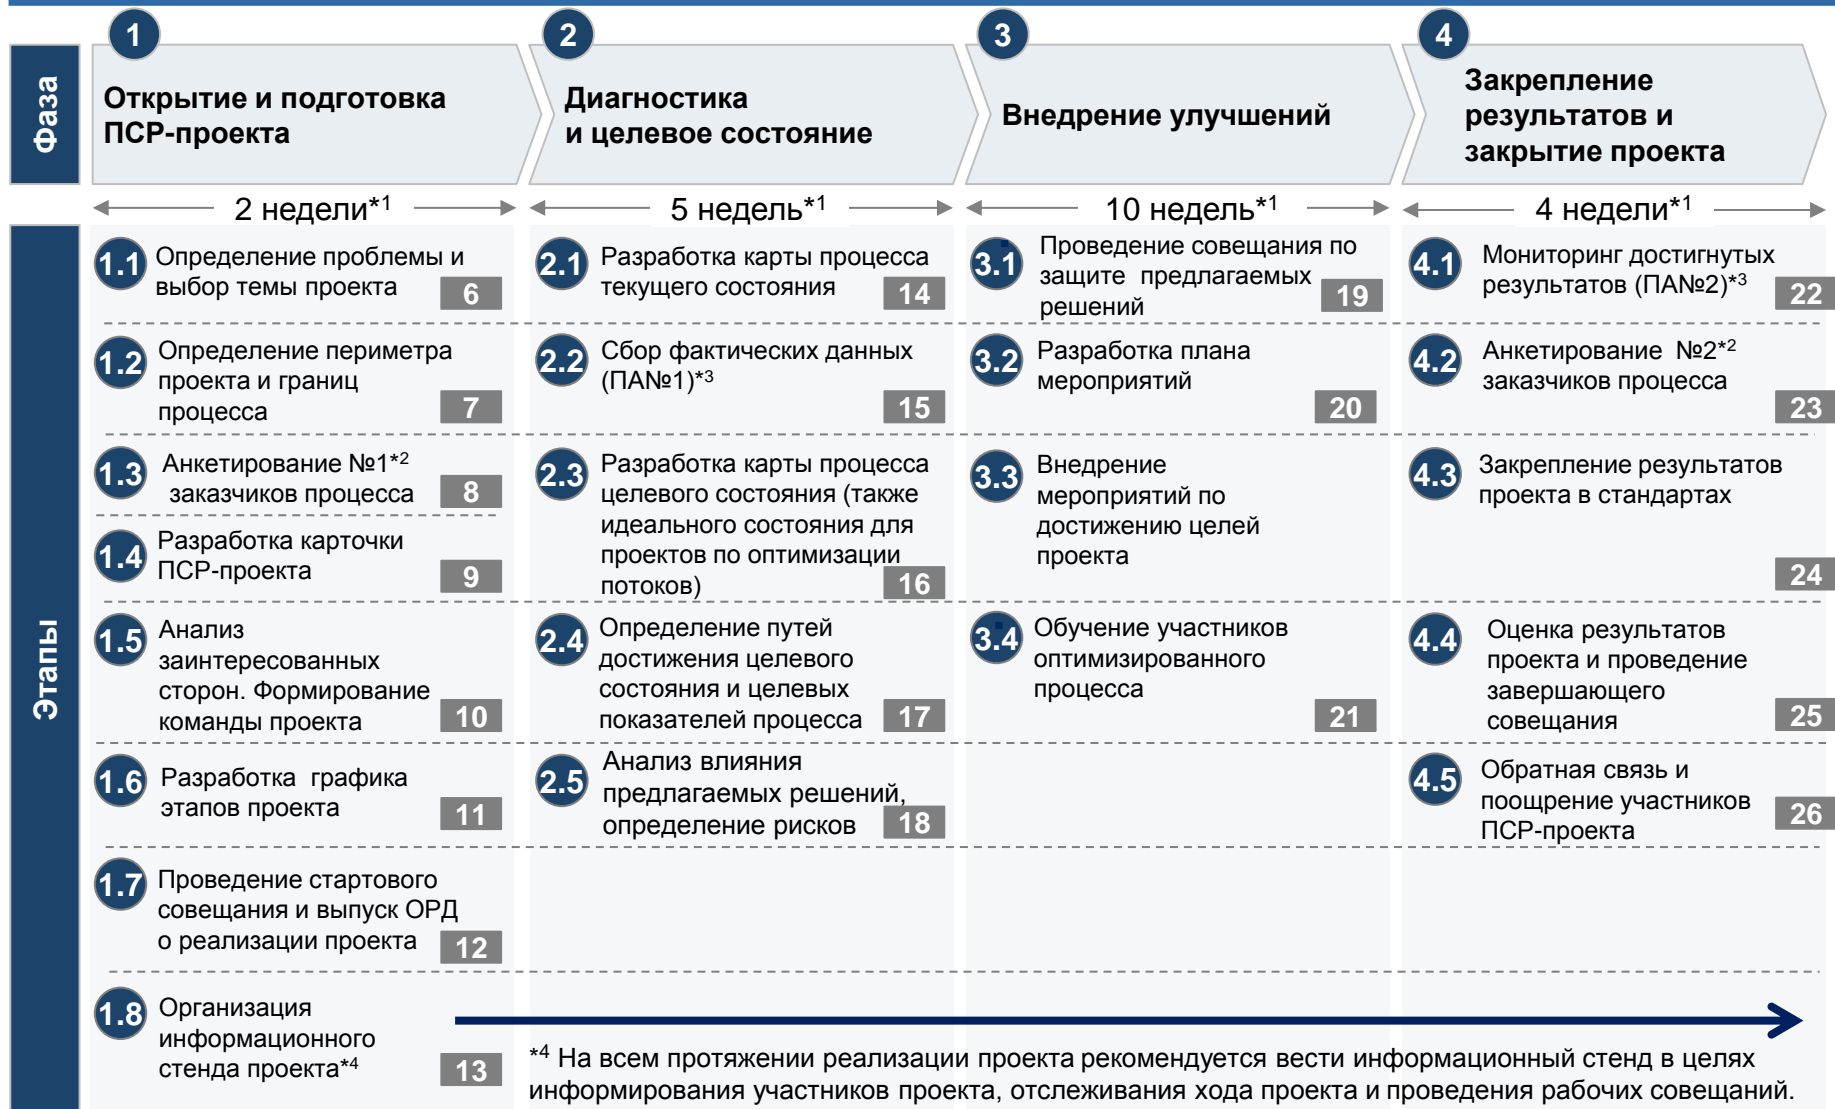 1
2
3
4
Фаза
Открытие и подготовка
ПСР-проекта
Диагностика
и целевое состояние
Внедрение улучшений
Закрепление
результатов и
закрытие проекта
2 недели*1
5 недель*1
10 недель*1
4 недели*1
Этапы
1.1
Определение проблемы и
выбор темы проекта
6
1.2
Определение периметра
проекта и границ
процесса
7
1.3
Анкетирование №1*2
заказчиков процесса
8
1.4
Разработка карточки
ПСР-проекта
9
1.5
Анализ
заинтересованных
сторон. Формирование
команды проекта
10
1.6
Разработка графика
этапов проекта
11
1.7
Проведение стартового
совещания и выпуск ОРД
о реализации проекта
12
1.8
Организация
информационного
стенда проекта*4
13
2.1
Разработка карты процесса
текущего состояния
14
2.2
Сбор фактических данных
(ПА№1)*3
15
2.3
Разработка карты процесса
целевого состояния (также
идеального состояния для
проектов по оптимизации
потоков)
16
2.4
Определение путей
достижения целевого
состояния и целевых
показателей процесса
17
2.5
Анализ влияния
предлагаемых решений,
определение рисков
18
3.1
Проведение совещания по
защите предлагаемых
решений
19
3.2
Разработка плана
мероприятий
20
3.3
Внедрение
мероприятий по
достижению целей
проекта
3.4
Обучение участников
оптимизированного
процесса
21
4.1
Мониторинг достигнутых
результатов (ПА№2)*3
22
4.2
Анкетирование №2*2
заказчиков процесса
23
4.3
Закрепление результатов
проекта в стандартах
24
4.4
Оценка результатов
проекта и проведение
завершающего
совещания
25
4.5
Обратная связь и
поощрение участников
ПСР-проекта
26
*4 На всем протяжении реализации проекта рекомендуется вести информационный стенд в целях
информирования участников проекта, отслеживания хода проекта и проведения рабочих совещаний.